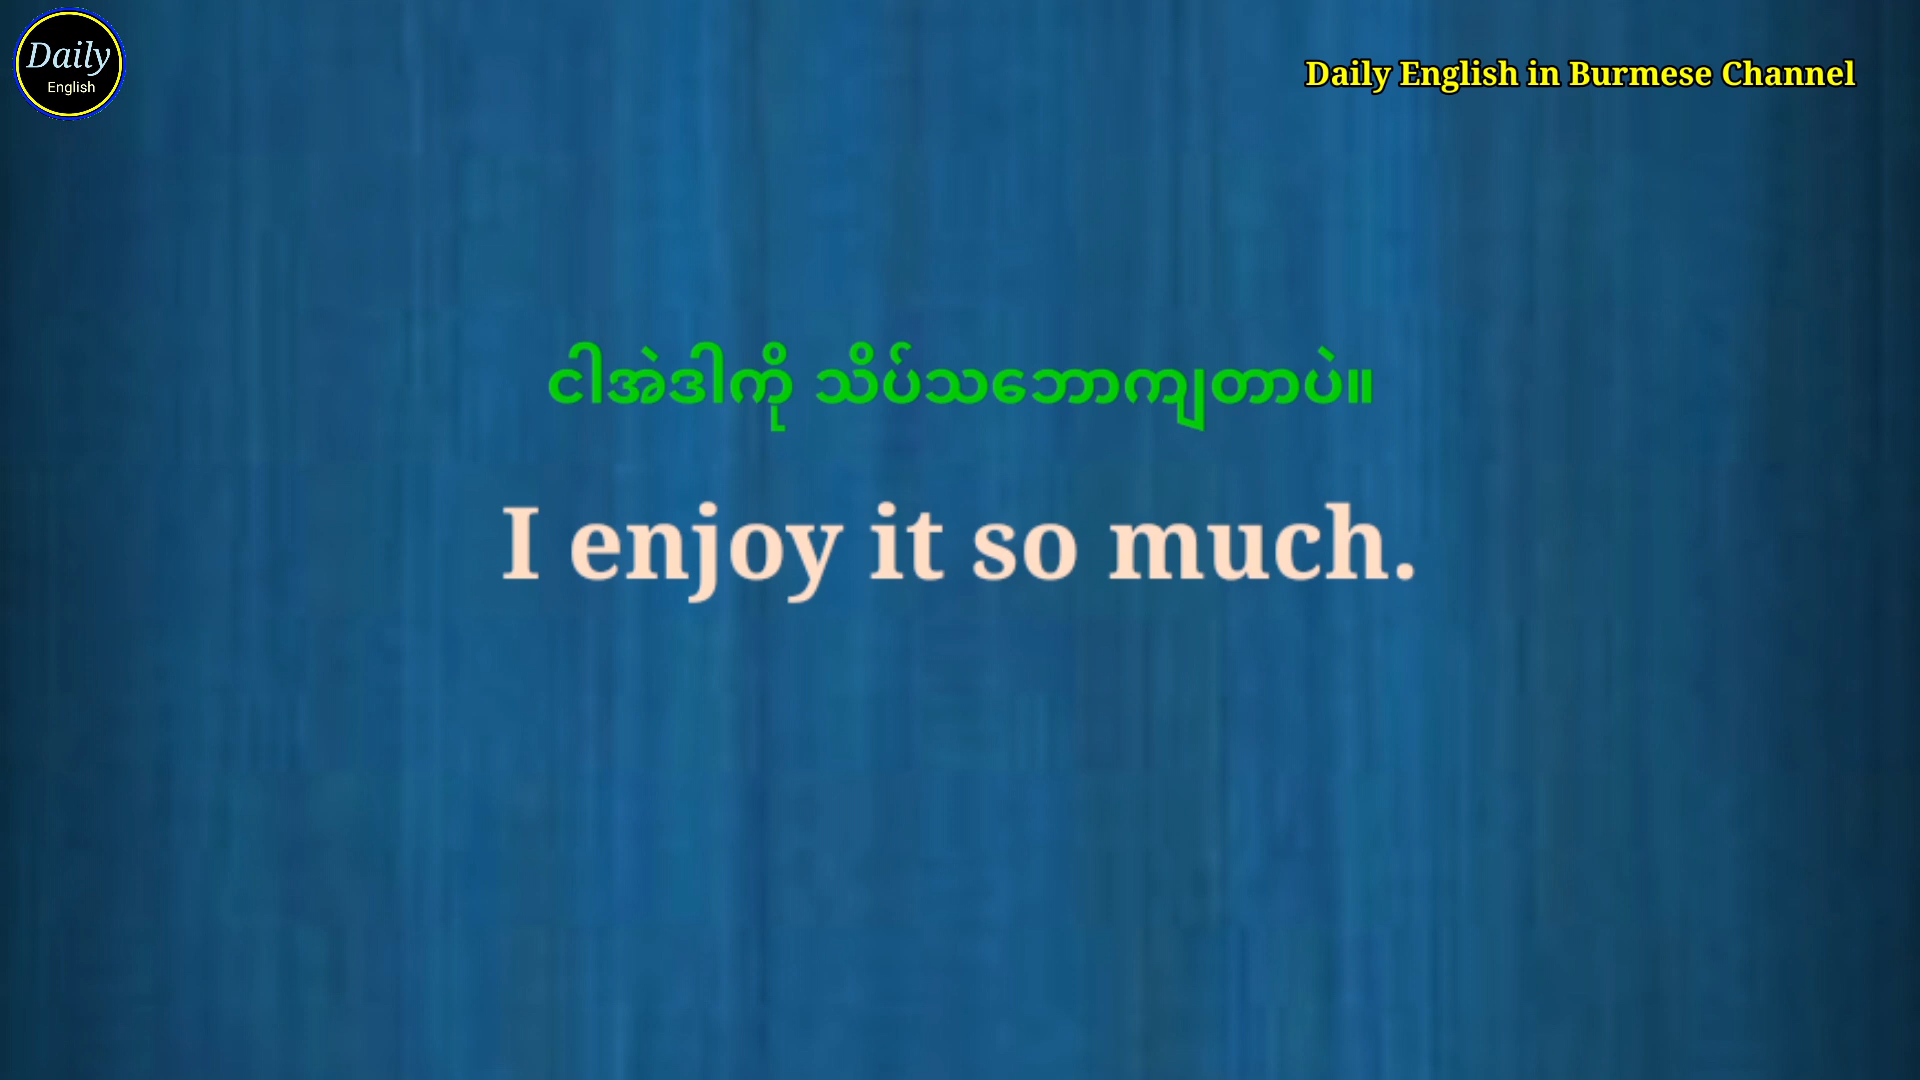 Daily
English
Daily English in Burmese Channel
ငါအဲဒါကို သိပ်သဘောကျတာပဲ။
I enjoy it so much.